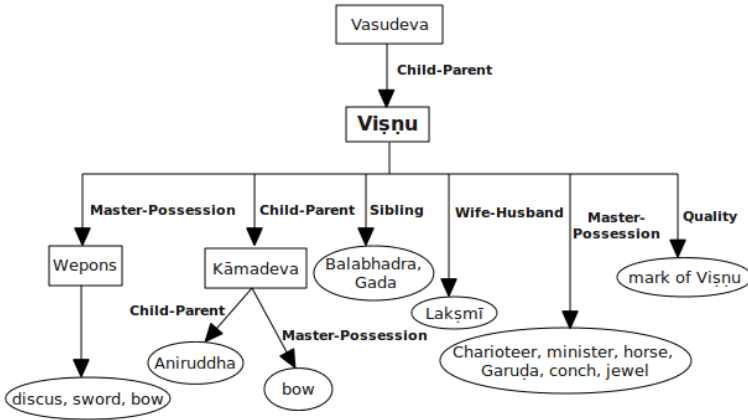 Vasudeva
Child-Parent
Viṣṇu
Master-Possession
Child-Parent
Sibling
Wife-Husband
Master-
Possession
Quality
Wepons
Kāmadeva
Balabhadra,
Gada
Lakṣmī
mark of Viṣṇu
Child-Parent
Master-Possession
Aniruddha
bow
Charioteer, minister, horse,
Garuḍa, conch, jewel
discus, sword, bow